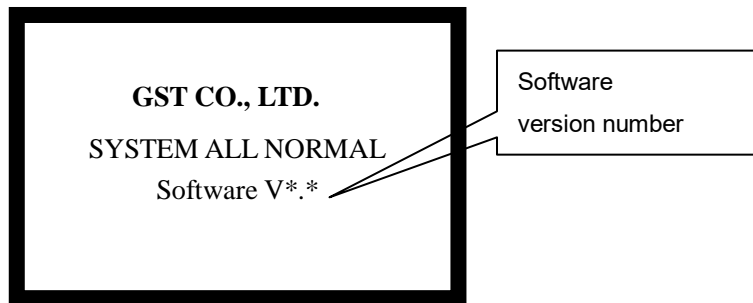 GST CO., LTD.
SYSTEM ALL NORMAL
Software V*.*
Software
version number